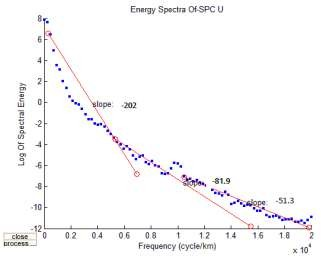 Energy Spectra Of-SPC U
Log Of Spectral Energy
8
6
4
2
0
-2
-4
-6
-8
-10
-12
slope: -202
slope: -81.9
slope: -51.3
0 0.2 0.4 0.6 0.8 1 1.2 1.4 1.6 1.8 2
Frequency (cycle/km)
x 10⁴
close
process